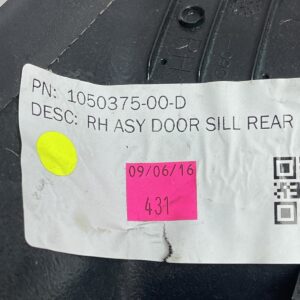 PN: 1050375-00-D
DESC: RH ASY DOOR SILL REAR
09/06/16
431